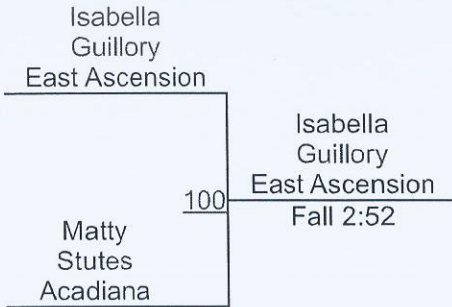 Isabella
Guillory
East Ascension
Isabella
Guillory
East Ascension
100
Fall 2:52
Matty
Stutes
Acadiana